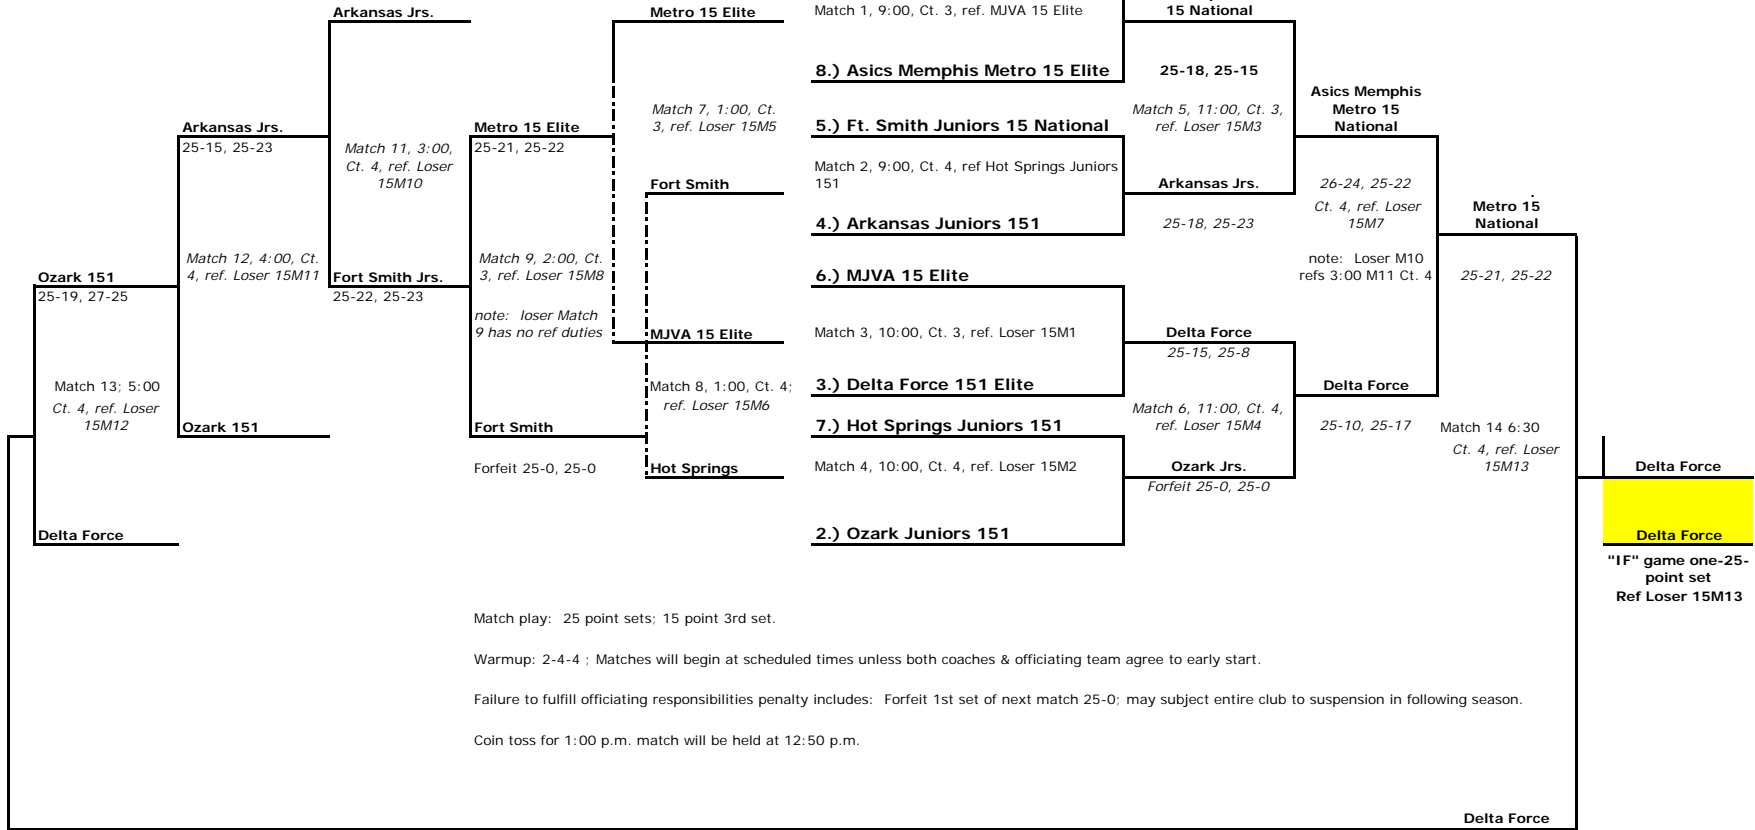 Arkansas Jrs.
Metro 15 Elite
Match 1, 9:00, Ct. 3, ref. MJVA 15 Elite
15 National
8.) Asics Memphis Metro 15 Elite
25-18, 25-15
Asics Memphis
Metro 15
National
Match 7, 1:00, Ct.
3, ref. Loser 15M5
Match 5, 11:00, Ct. 3,
ref. Loser 15M3
Arkansas Jrs.
25-15, 25-23
Metro 15 Elite
25-21, 25-22
5.) Ft. Smith Juniors 15 National
Match 11, 3:00,
Ct. 4, ref. Loser
15M10
Match 2, 9:00, Ct. 4, ref Hot Springs Juniors
151
Fort Smith
Arkansas Jrs.
26-24, 25-22
Ct. 4, ref. Loser
15M7
4.) Arkansas Juniors 151
25-18, 25-23
Metro 15
National
Match 12, 4:00, Ct.
4, ref. Loser 15M11
Match 9, 2:00, Ct.
3, ref. Loser 15M8
note: Loser M10
refs 3:00 M11 Ct. 4
Ozark 151
25-19, 27-25
Fort Smith Jrs.
25-22, 25-23
6.) MJVA 15 Elite
25-21, 25-22
note: loser Match
9 has no ref duties
MJVA 15 Elite
Match 3, 10:00, Ct. 3, ref. Loser 15M1
Delta Force
25-15, 25-8
Match 13; 5:00
Ct. 4, ref. Loser
15M12
Match 8, 1:00, Ct. 4;
ref. Loser 15M6
3.) Delta Force 151 Elite
Delta Force
Match 6, 11:00, Ct. 4,
ref. Loser 15M4
Ozark 151
Fort Smith
7.) Hot Springs Juniors 151
25-10, 25-17
Match 14 6:30
Ct. 4, ref. Loser
15M13
Forfeit 25-0, 25-0
Hot Springs
Match 4, 10:00, Ct. 4, ref. Loser 15M2
Ozark Jrs.
Forfeit 25-0, 25-0
Delta Force
Delta Force
2.) Ozark Juniors 151
Delta Force
"IF" game one-25-
point set
Ref Loser 15M13
Match play: 25 point sets; 15 point 3rd set.
Warmup: 2-4-4 ; Matches will begin at scheduled times unless both coaches & officiating team agree to early start.
Failure to fulfill officiating responsibilities penalty includes: Forfeit 1st set of next match 25-0; may subject entire club to suspension in following season.
Coin toss for 1:00 p.m. match will be held at 12:50 p.m.
Delta Force